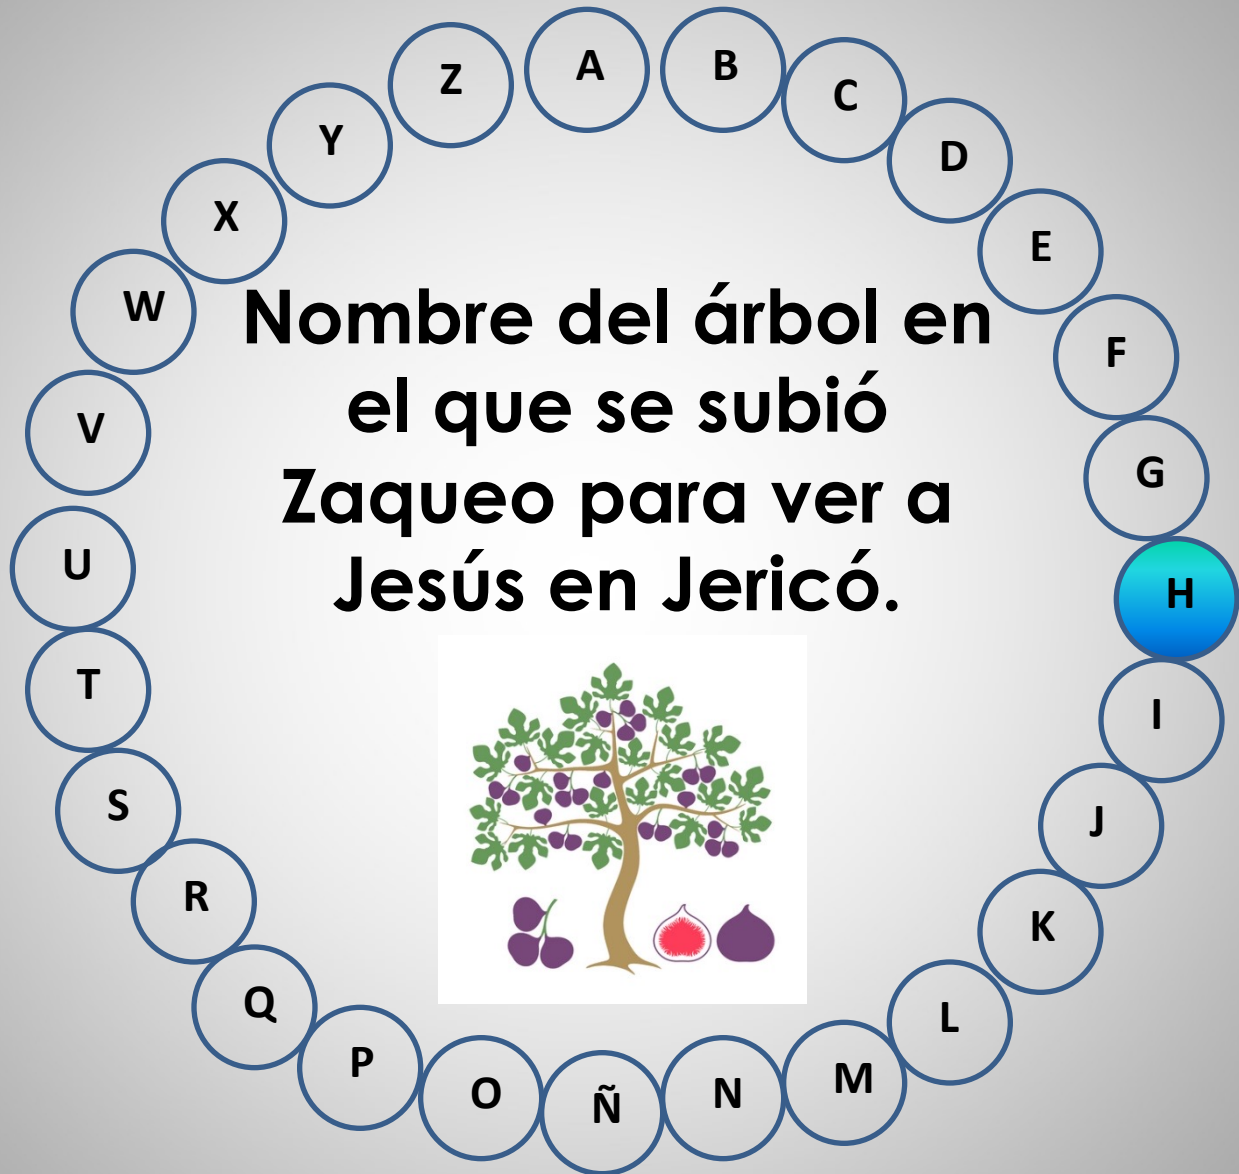 A
B
C
D
E
F
G
H
I
J
K
L
M
N
Ñ
O
P
Q
R
S
T
U
V
W
X
Y
Z
Nombre del árbol en
el que se subió
Zaqueo para ver a
Jesús en Jericó.